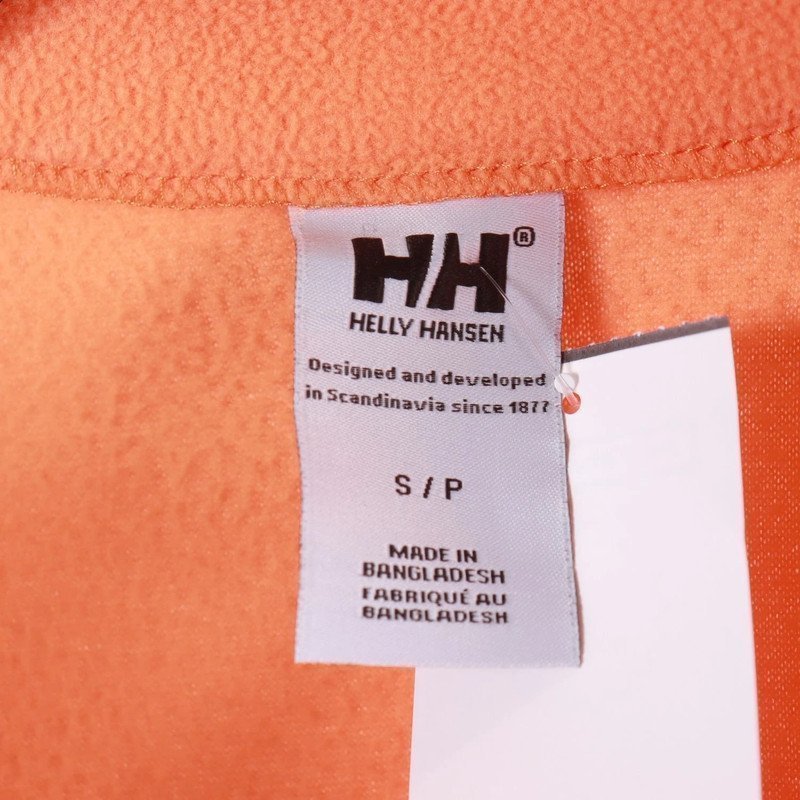 HH®
HELLY HANSEN
Designed and developed
in Scandinavia since 1877
S / P
MADE IN
BANGLADESH
FABRIQUÉ AU
BANGLADESH